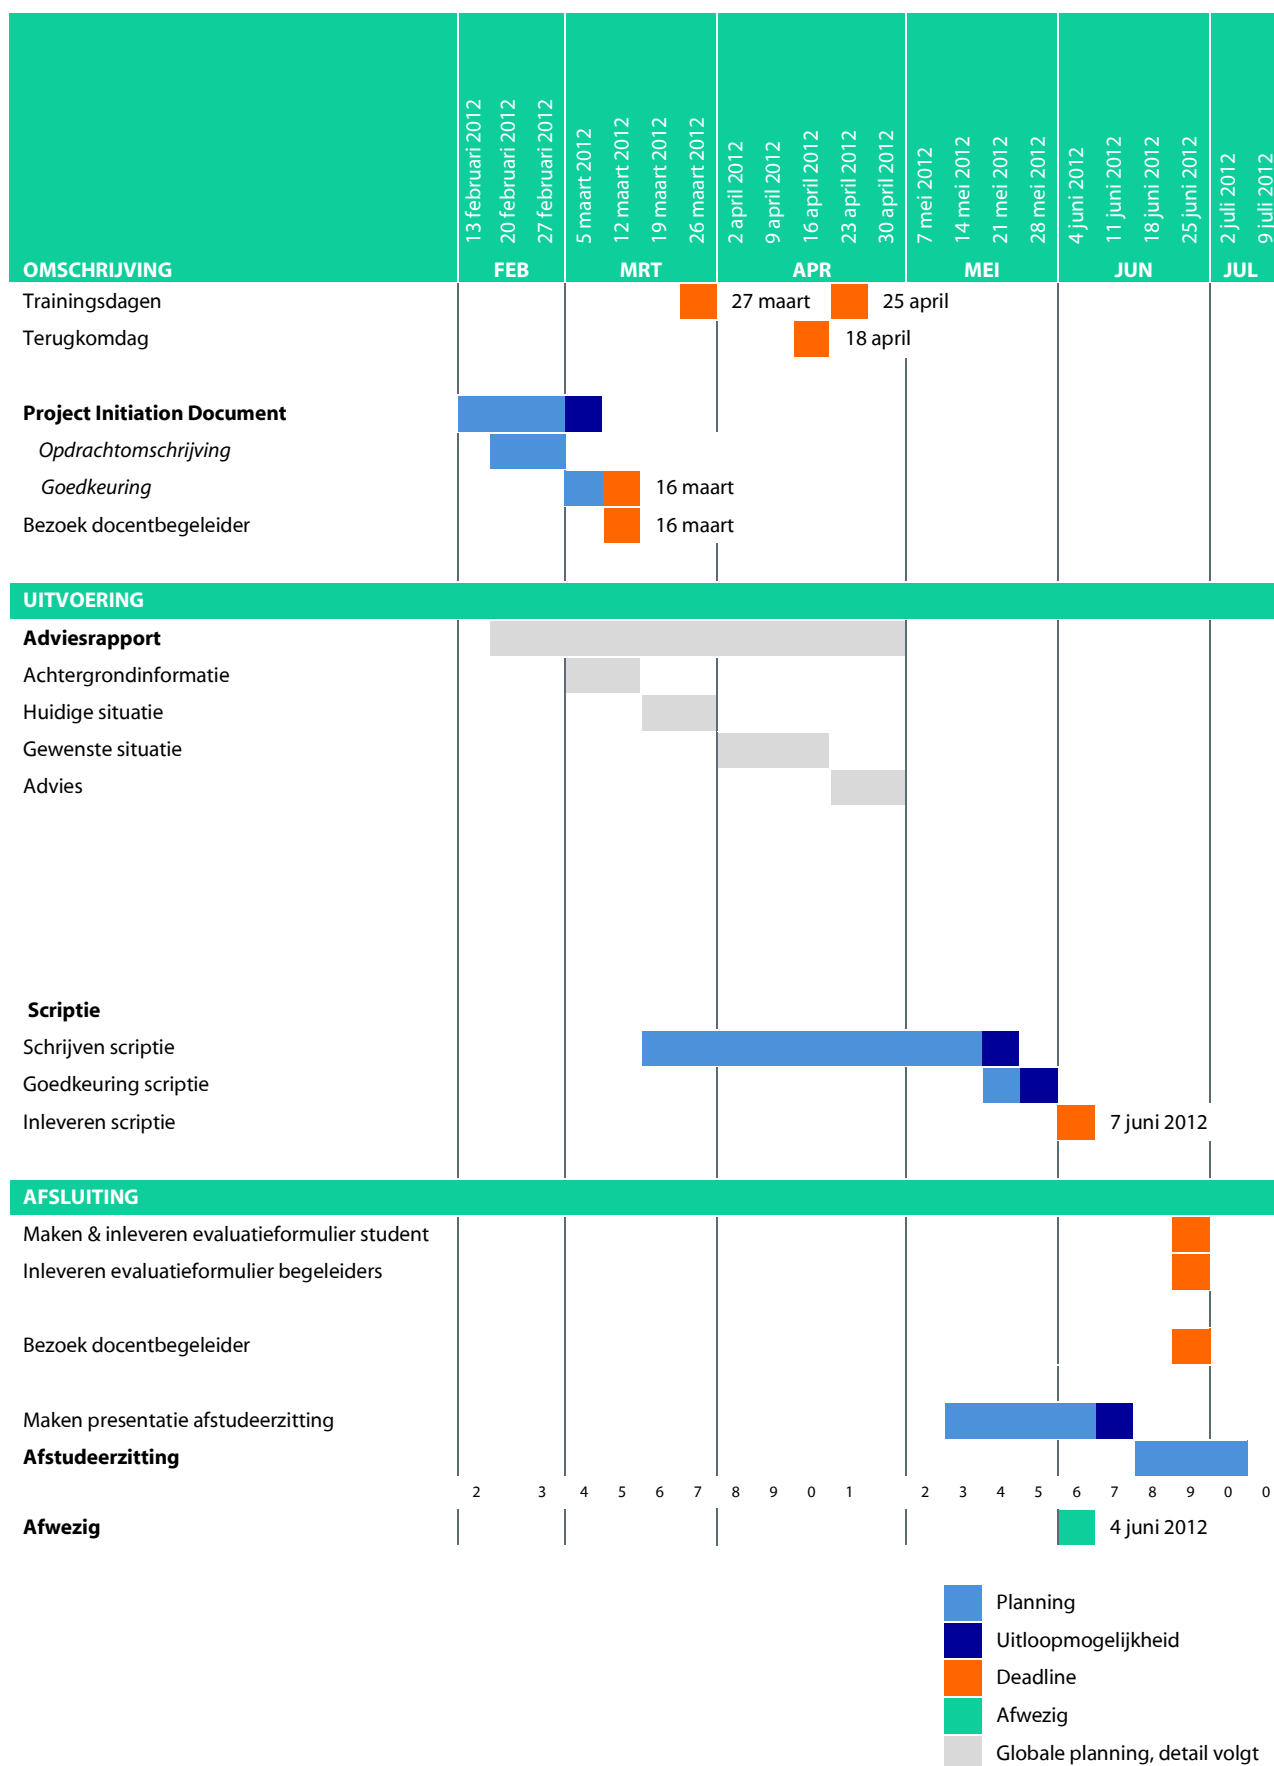 13 februari 2012
20 februari 2012
27 februari 2012
5 maart 2012
12 maart 2012
19 maart 2012
26 maart 2012
2 april 2012
9 april 2012
16 april 2012
23 april 2012
30 april 2012
7 mei 2012
14 mei 2012
21 mei 2012
28 mei 2012
4 juni 2012
11 juni 2012
18 juni 2012
25 juni 2012
2 juli 2012
9 juli 2012
OMSCHRIJVING FEB MRT APR MEI JUN JUL
Trainingsdagen 27 maart 25 april
Terugkomdag 18 april
Project Initiation Document
Opdrachtomschrijving
Goedkeuring 16 maart
Bezoek docentbegeleider 16 maart
UITVOERING
Adviesrapport
Achtergrondinformatie
Huidige situatie
Gewenste situatie
Advies
Scriptie
Schrijven scriptie
Goedkeuring scriptie
Inleveren scriptie 7 juni 2012
AFSLUITING
Maken & inleveren evaluatieformulier student
Inleveren evaluatieformulier begeleiders
Bezoek docentbegeleider
Maken presentatie afstudeerzitting
Afstudeerzitting
2 3 4 5 6 7 8 9 0 1 2 3 4 5 6 7 8 9 0 0
Afwezig 4 juni 2012
Planning
Uitloopmogelijkheid
Deadline
Afwezig
Globale planning, detail volgt